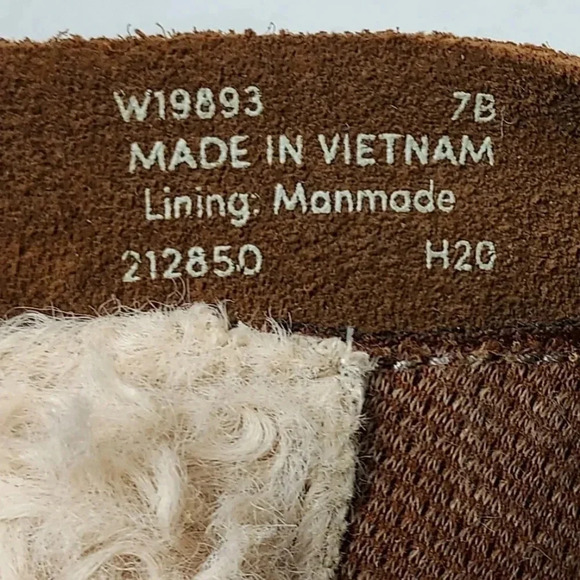 W19893 7B
MADE IN VIETNAM
Lining: Manmade
212850 H20